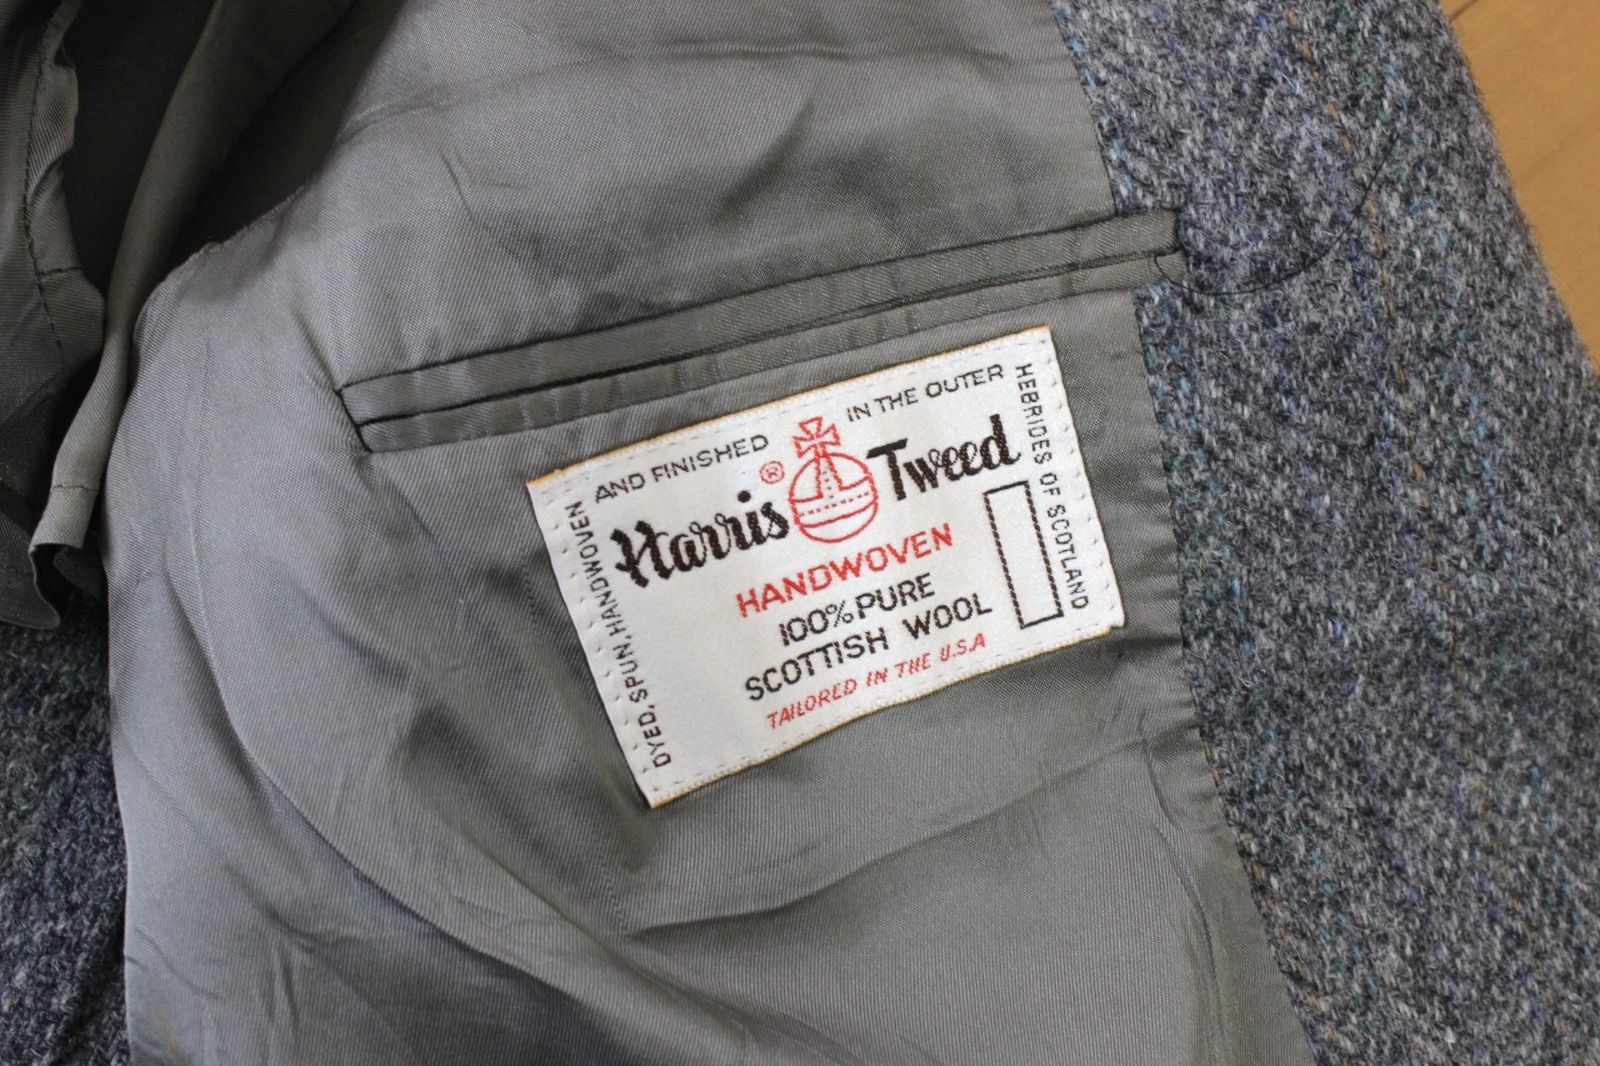 DYED, SPUN, HANDWOVEN
AND FINISHED IN THE OUTER
HEBRIDES OF SCOTLAND
Harris Tweed
®
HANDWOVEN
100% PURE
SCOTTISH WOOL
TAILORED IN THE U.S.A